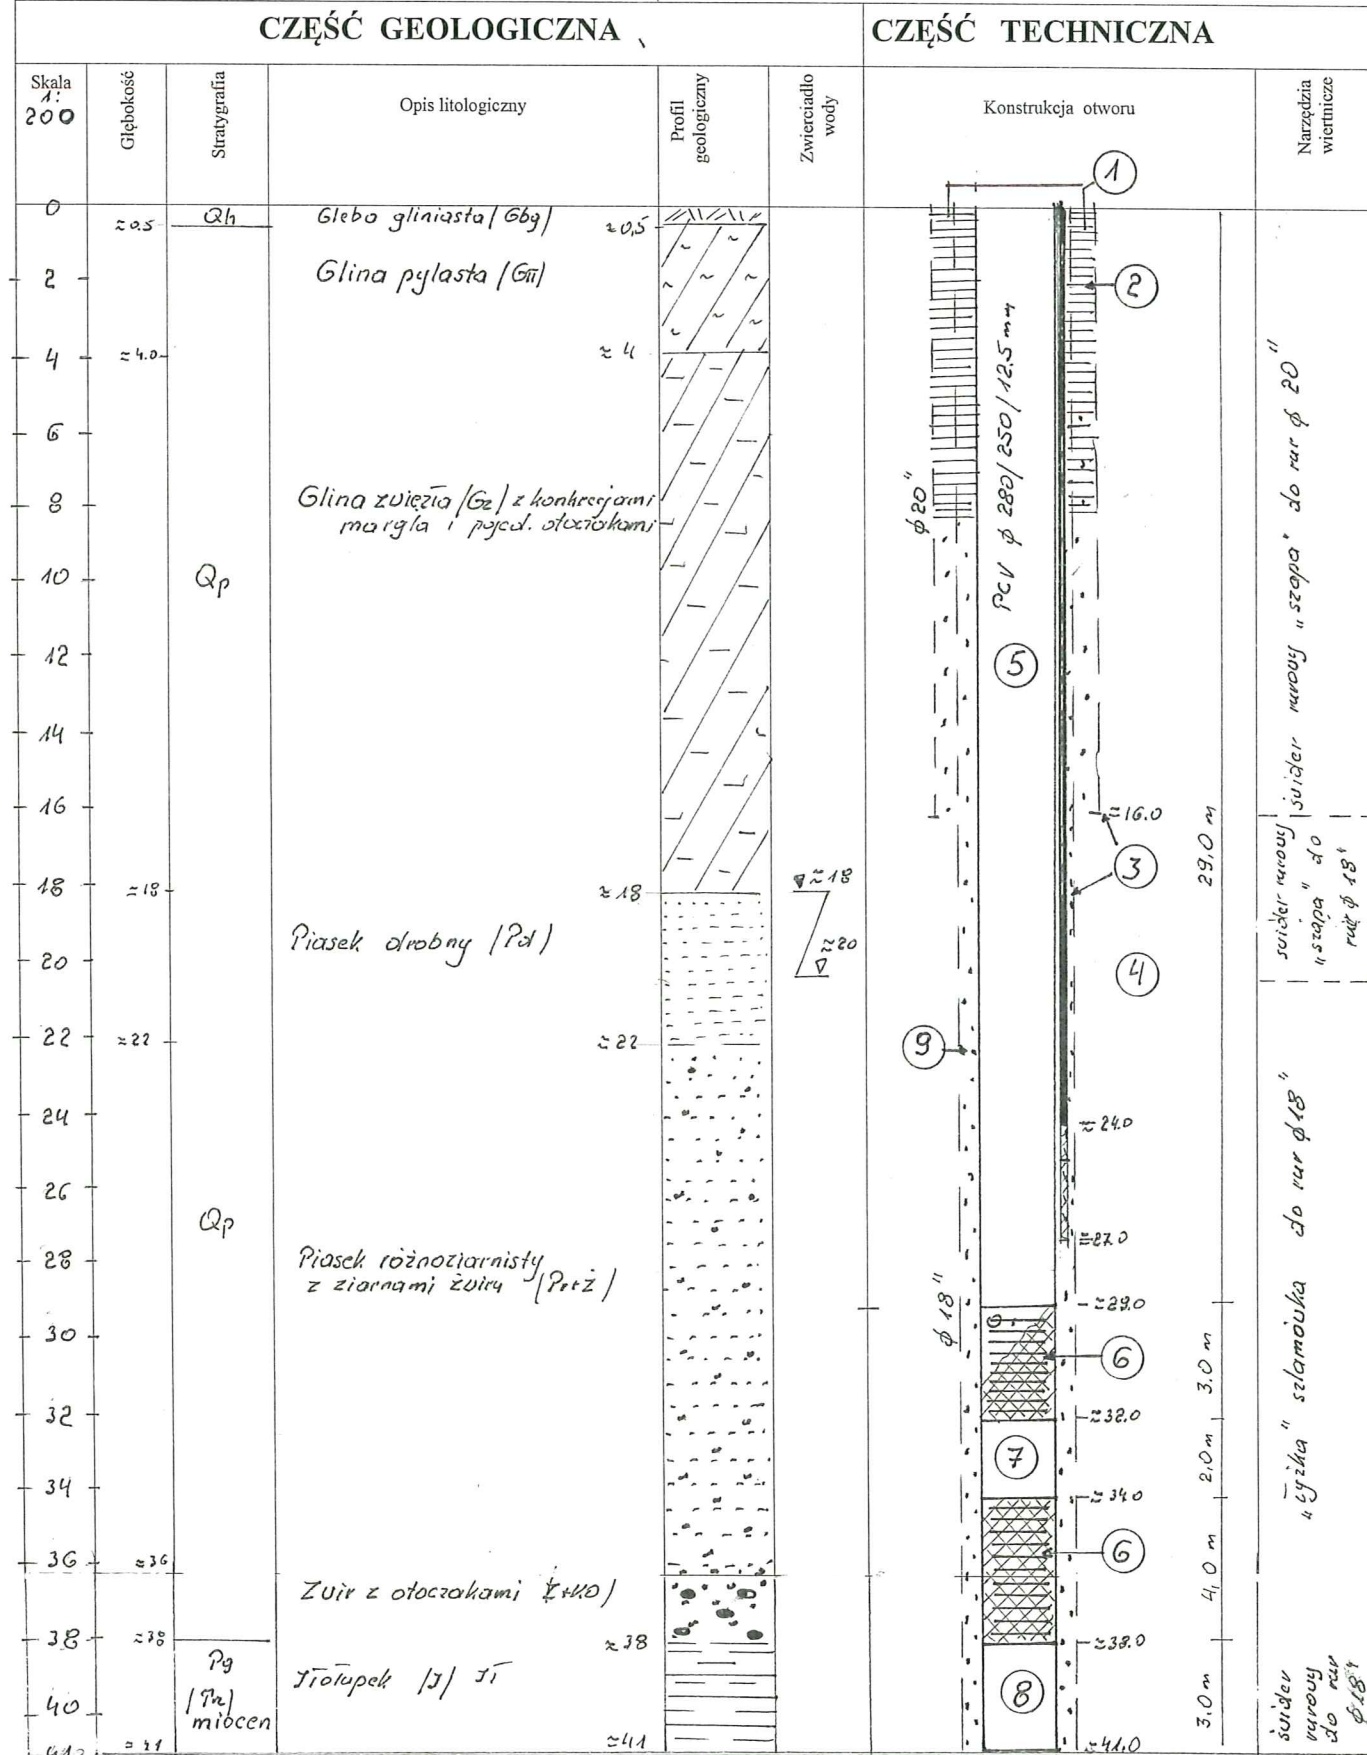 CZĘŚĆ GEOLOGICZNA
CZĘŚĆ TECHNICZNA
Skala
1:
200
Głębokość
Stratygrafia
Opis litologiczny
Profil
geologiczny
Zwierciadło
wody
Konstrukcja otworu
Narzędzia
wiertnicze
0
2
4
6
8
10
12
14
16
18
20
22
24
26
28
30
32
34
36
38
40
≈0.5
≈4.0
≈18
≈22
≈36
≈38
≈41
Qh
Qp
Qp
Pg
/Tr/
miocen
Gleba gliniasta /Gbg/
Glina pylasta /Gπ/
Glina zwięzła /Gz/ z konkrecjami
margla i pojed. otoczakami
Piasek drobny /Pd/
Piasek różnoziarnisty
z ziarnami żwiru /Pr+Ż/
Żwir z otoczakami Ż+KO/
Iłołupek /I/ Ił
≈0,5
≈4
≈18
≈22
≈38
≈41
≈18
≈20
1
2
3
4
5
6
7
6
8
9
φ20"
PCV φ 280/250/12.5mm
φ18"
≈16.0
≈24.0
≈27.0
≈29.0
≈32.0
≈34.0
≈38.0
≈41.0
29,0 m
3.0 m
2,0 m
4,0 m
3.0 m
świder rurowy „szapa" do rur φ 20"
świder rurowy
„szapa" do
rur φ 18"
„łyżka" szlamówka do rur φ18"
świder
rurowy
do rur
φ18"